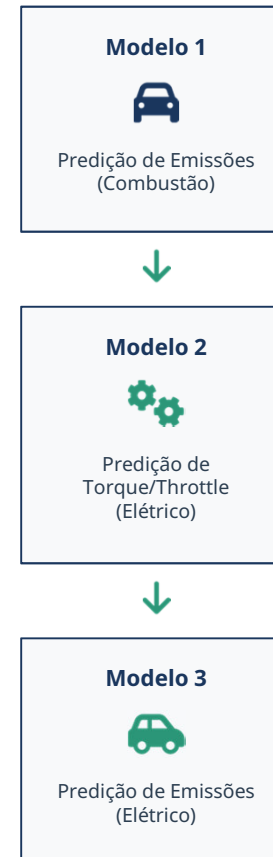 Modelo 1
Predição de Emissões
(Combustão)
Modelo 2
Predição de
Torque/Throttle
(Elétrico)
Modelo 3
Predição de Emissões
(Elétrico)